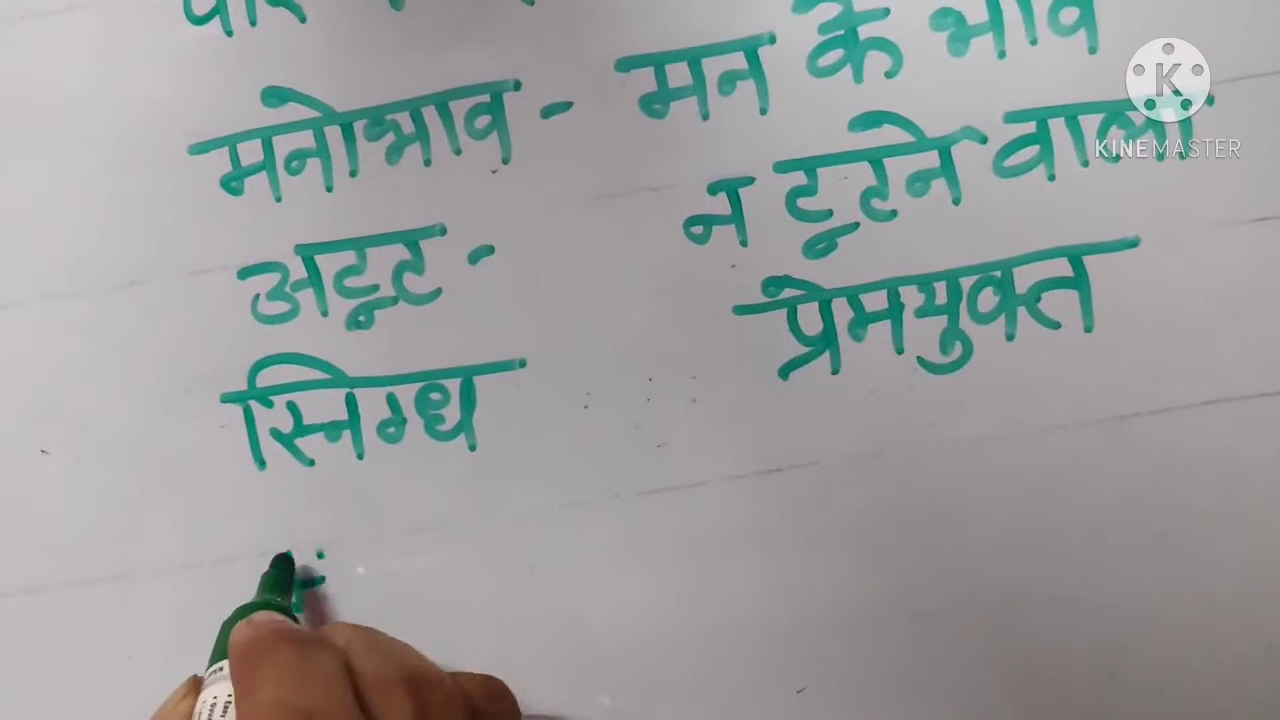 मनोभाव - मन के भाव
अटूट - न टूटने वाला
स्निग्ध प्रेमयुक्त
K
KINEMASTER